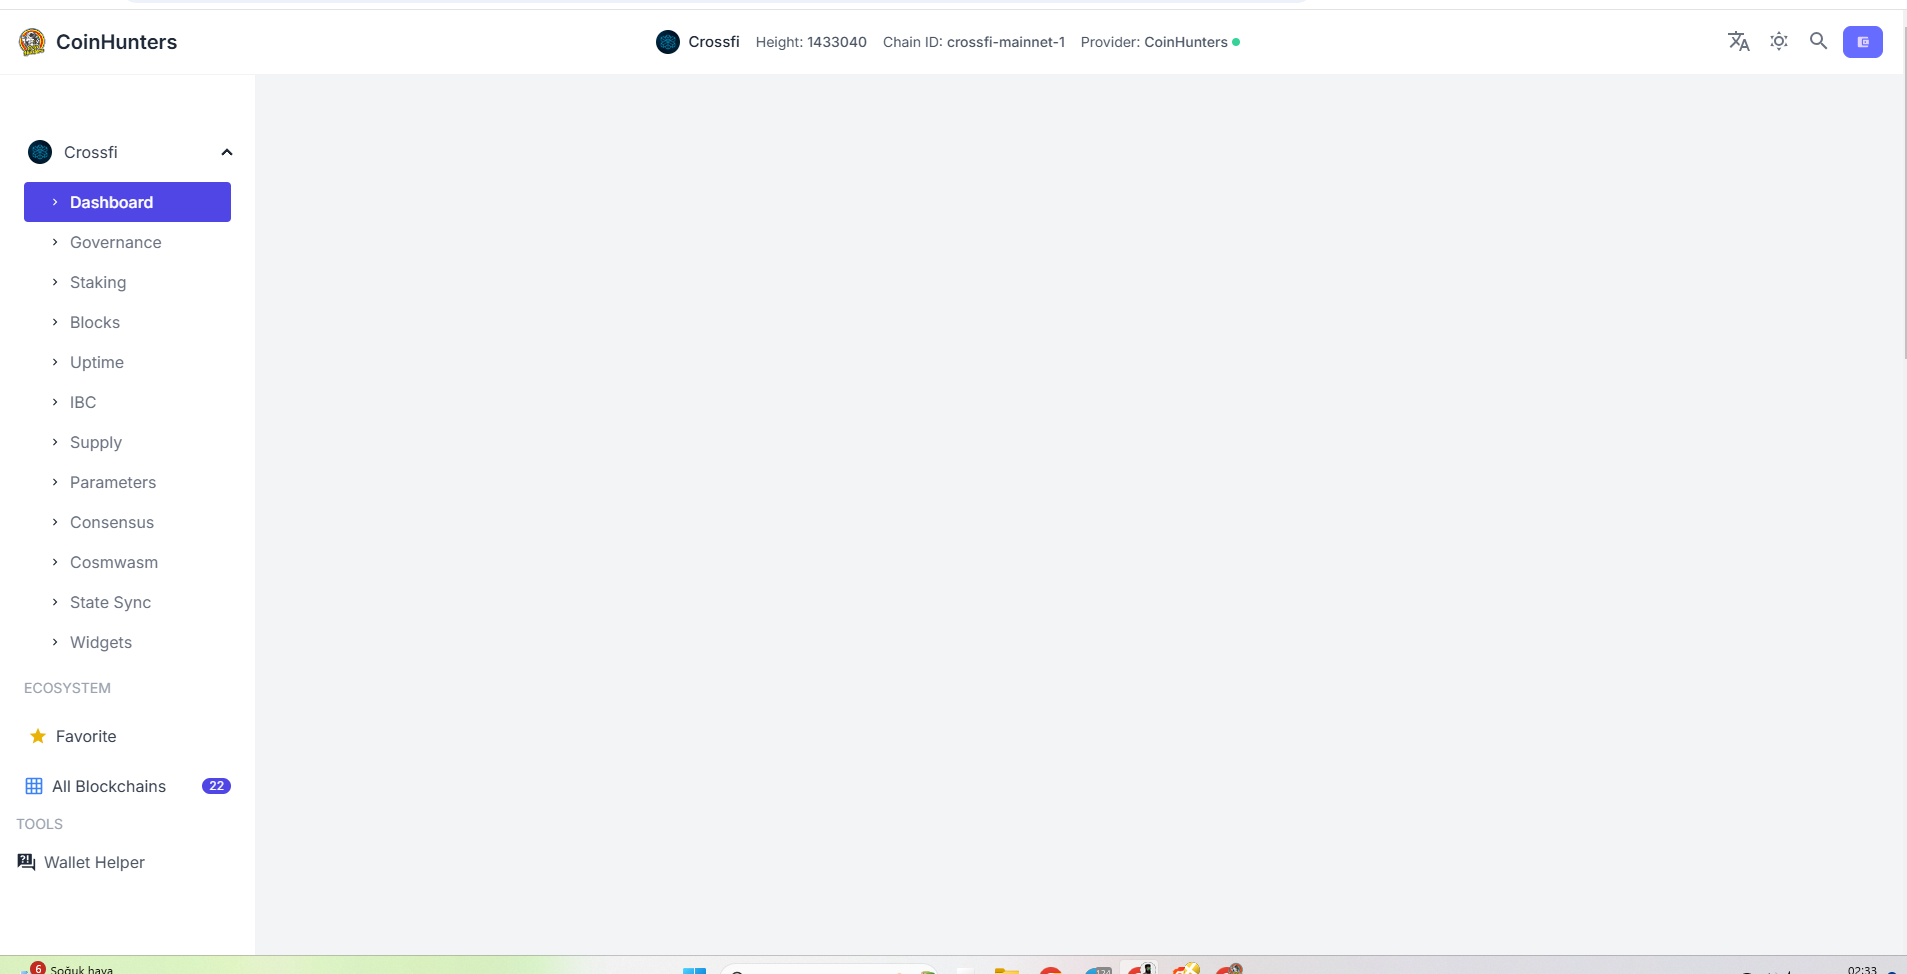 CoinHunters
Crossfi Height: 1433040 Chain ID: crossfi-mainnet-1 Provider: CoinHunters
Crossfi
Dashboard
Governance
Staking
Blocks
Uptime
IBC
Supply
Parameters
Consensus
Cosmwasm
State Sync
Widgets
ECOSYSTEM
Favorite
All Blockchains 22
TOOLS
Wallet Helper
6 Soğuk hava
124
02:33